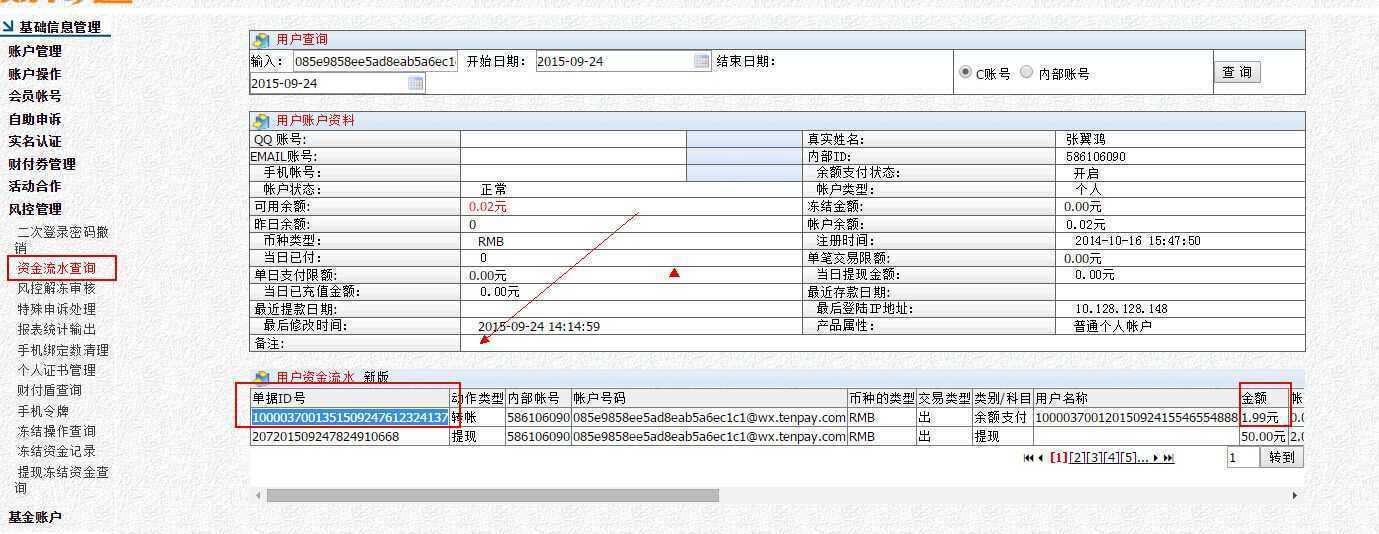 基础信息管理
账户管理
账户操作
会员帐号
自助申诉
实名认证
财付券管理
活动合作
风控管理
二次登录密码撤
销
资金流水查询
风控解冻审核
特殊申诉处理
报表统计输出
手机绑定数清理
个人证书管理
财付盾查询
手机令牌
冻结操作查询
冻结资金记录
提现冻结资金查
询
基金账户
用户查询
输入: 085e9858ee5ad8eab5a6ec1 开始日期: 2015-09-24 结束日期:
2015-09-24
C账号 内部账号 查询
用户账户资料
QQ 账号: 真实姓名: 张翼鸿
EMAIL账号: 内部ID: 586106090
手机帐号: 余额支付状态: 开启
帐户状态: 正常 帐户类型: 个人
可用余额: 0.02元 冻结金额: 0.00元
昨日余额: 0 帐户余额: 0.02元
币种类型: RMB 注册时间: 2014-10-16 15:47:50
当日已付: 0 单笔交易限额: 0.00元
单日支付限额: 0.00元 当日提现金额: 0.00元
当日已充值金额: 0.00元 最近存款日期:
最近提款日期: 最后登陆IP地址: 10.128.128.148
最后修改时间: 2015-09-24 14:14:59 产品属性: 普通个人帐户
备注:
用户资金流水 新版
单据ID号 动作类型 内部帐号 帐户号码 币种的类型 交易类型 类别/科目 用户名称 金额 帐
1000037001351509247612324137 转帐 586106090 085e9858ee5ad8eab5a6ec1c1@wx.tenpay.com RMB 出 余额支付 1000037001201509241554655488 1.99元 0.0
207201509247824910668 提现 586106090 085e9858ee5ad8eab5a6ec1c1@wx.tenpay.com RMB 出 提现 50.00元 2.0
[1][2][3][4][5]... 1 转到